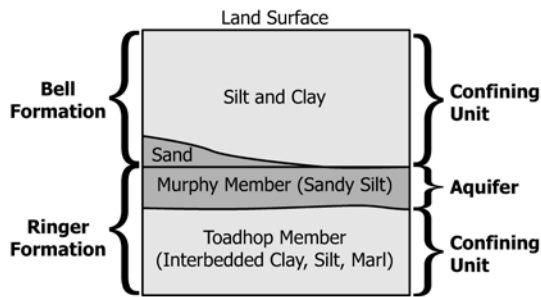 Land Surface
Bell
Formation
Silt and Clay
Confining
Unit
Sand
Murphy Member (Sandy Silt)
Aquifer
Ringer
Formation
Toadhop Member
(Interbedded Clay, Silt, Marl)
Confining
Unit